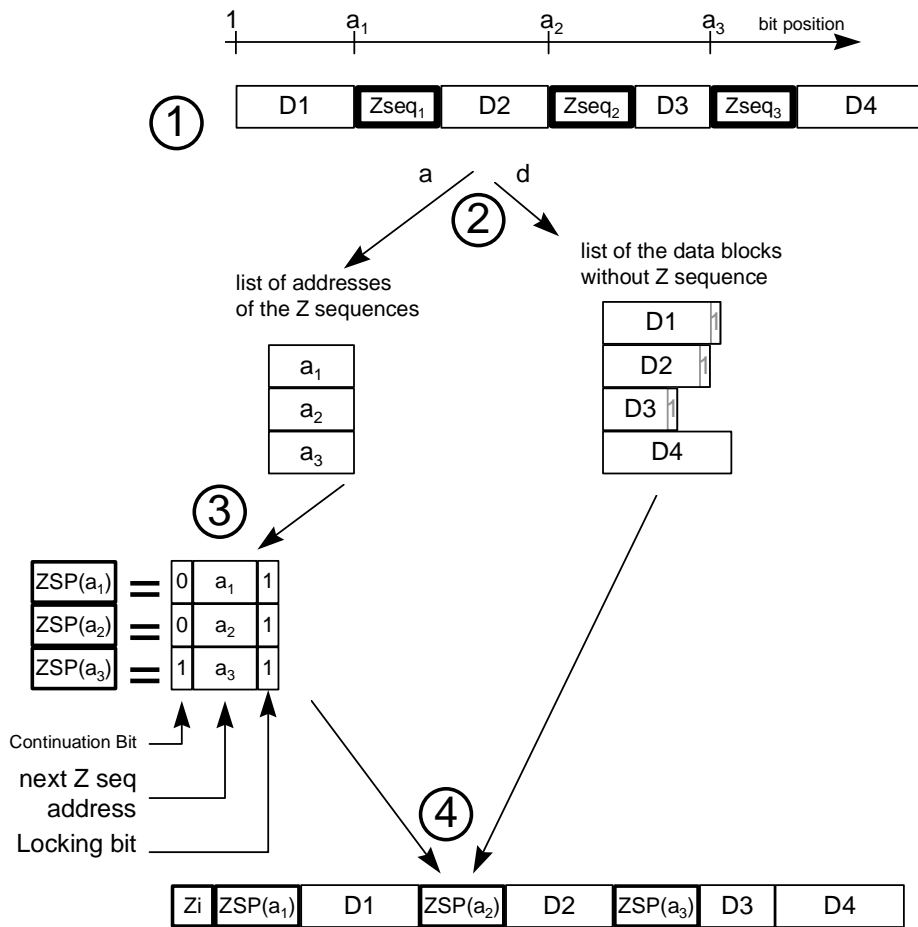 1 a₁ a₂ a₃ bit position
D1 Zseq₁ D2 Zseq₂ D3 Zseq₃ D4
1
a d
2
list of addresses
of the Z sequences
list of the data blocks
without Z sequence
D1 1
D2 1
D3 1
D4
a₁
a₂
a₃
3
ZSP(a₁) = 0 a₁ 1
ZSP(a₂) = 0 a₂ 1
ZSP(a₃) = 1 a₃ 1
Continuation Bit
next Z seq
address
Locking bit
4
Zi ZSP(a₁) D1 ZSP(a₂) D2 ZSP(a₃) D3 D4